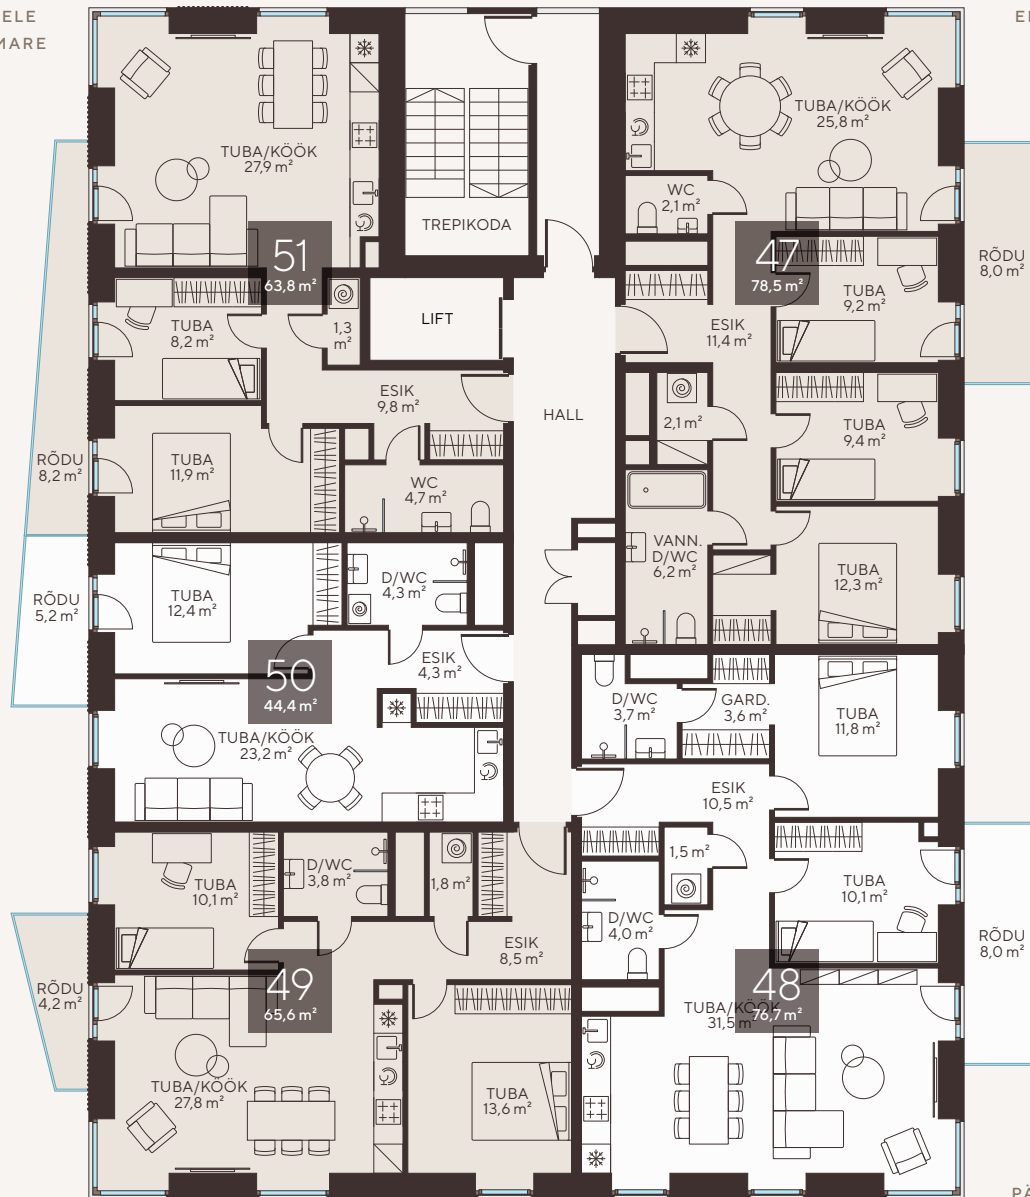 ELE
MARE
TUBA/KÖÖK
27,9 m²
TREPIKODA
TUBA/KÖÖK
25,8 m²
WC
2,1 m²
51
63,8 m²
47
78,5 m²
RÕDU
8,0 m²
TUBA
8,2 m²
1,3
m²
LIFT
ESIK
11,4 m²
TUBA
9,2 m²
ESIK
9,8 m²
HALL
2,1 m²
TUBA
9,4 m²
RÕDU
8,2 m²
TUBA
11,9 m²
WC
4,7 m²
VANN.
D/WC
6,2 m²
TUBA
12,3 m²
RÕDU
5,2 m²
TUBA
12,4 m²
D/WC
4,3 m²
ESIK
4,3 m²
50
44,4 m²
TUBA/KÖÖK
23,2 m²
D/WC
3,7 m²
GARD.
3,6 m²
TUBA
11,8 m²
ESIK
10,5 m²
TUBA
10,1 m²
D/WC
3,8 m²
1,8 m²
1,5 m²
TUBA
10,1 m²
ESIK
8,5 m²
D/WC
4,0 m²
RÕDU
8,0 m²
RÕDU
4,2 m²
49
65,6 m²
48
76,7 m²
TUBA/KÖÖK
31,5 m²
TUBA/KÖÖK
27,8 m²
TUBA
13,6 m²